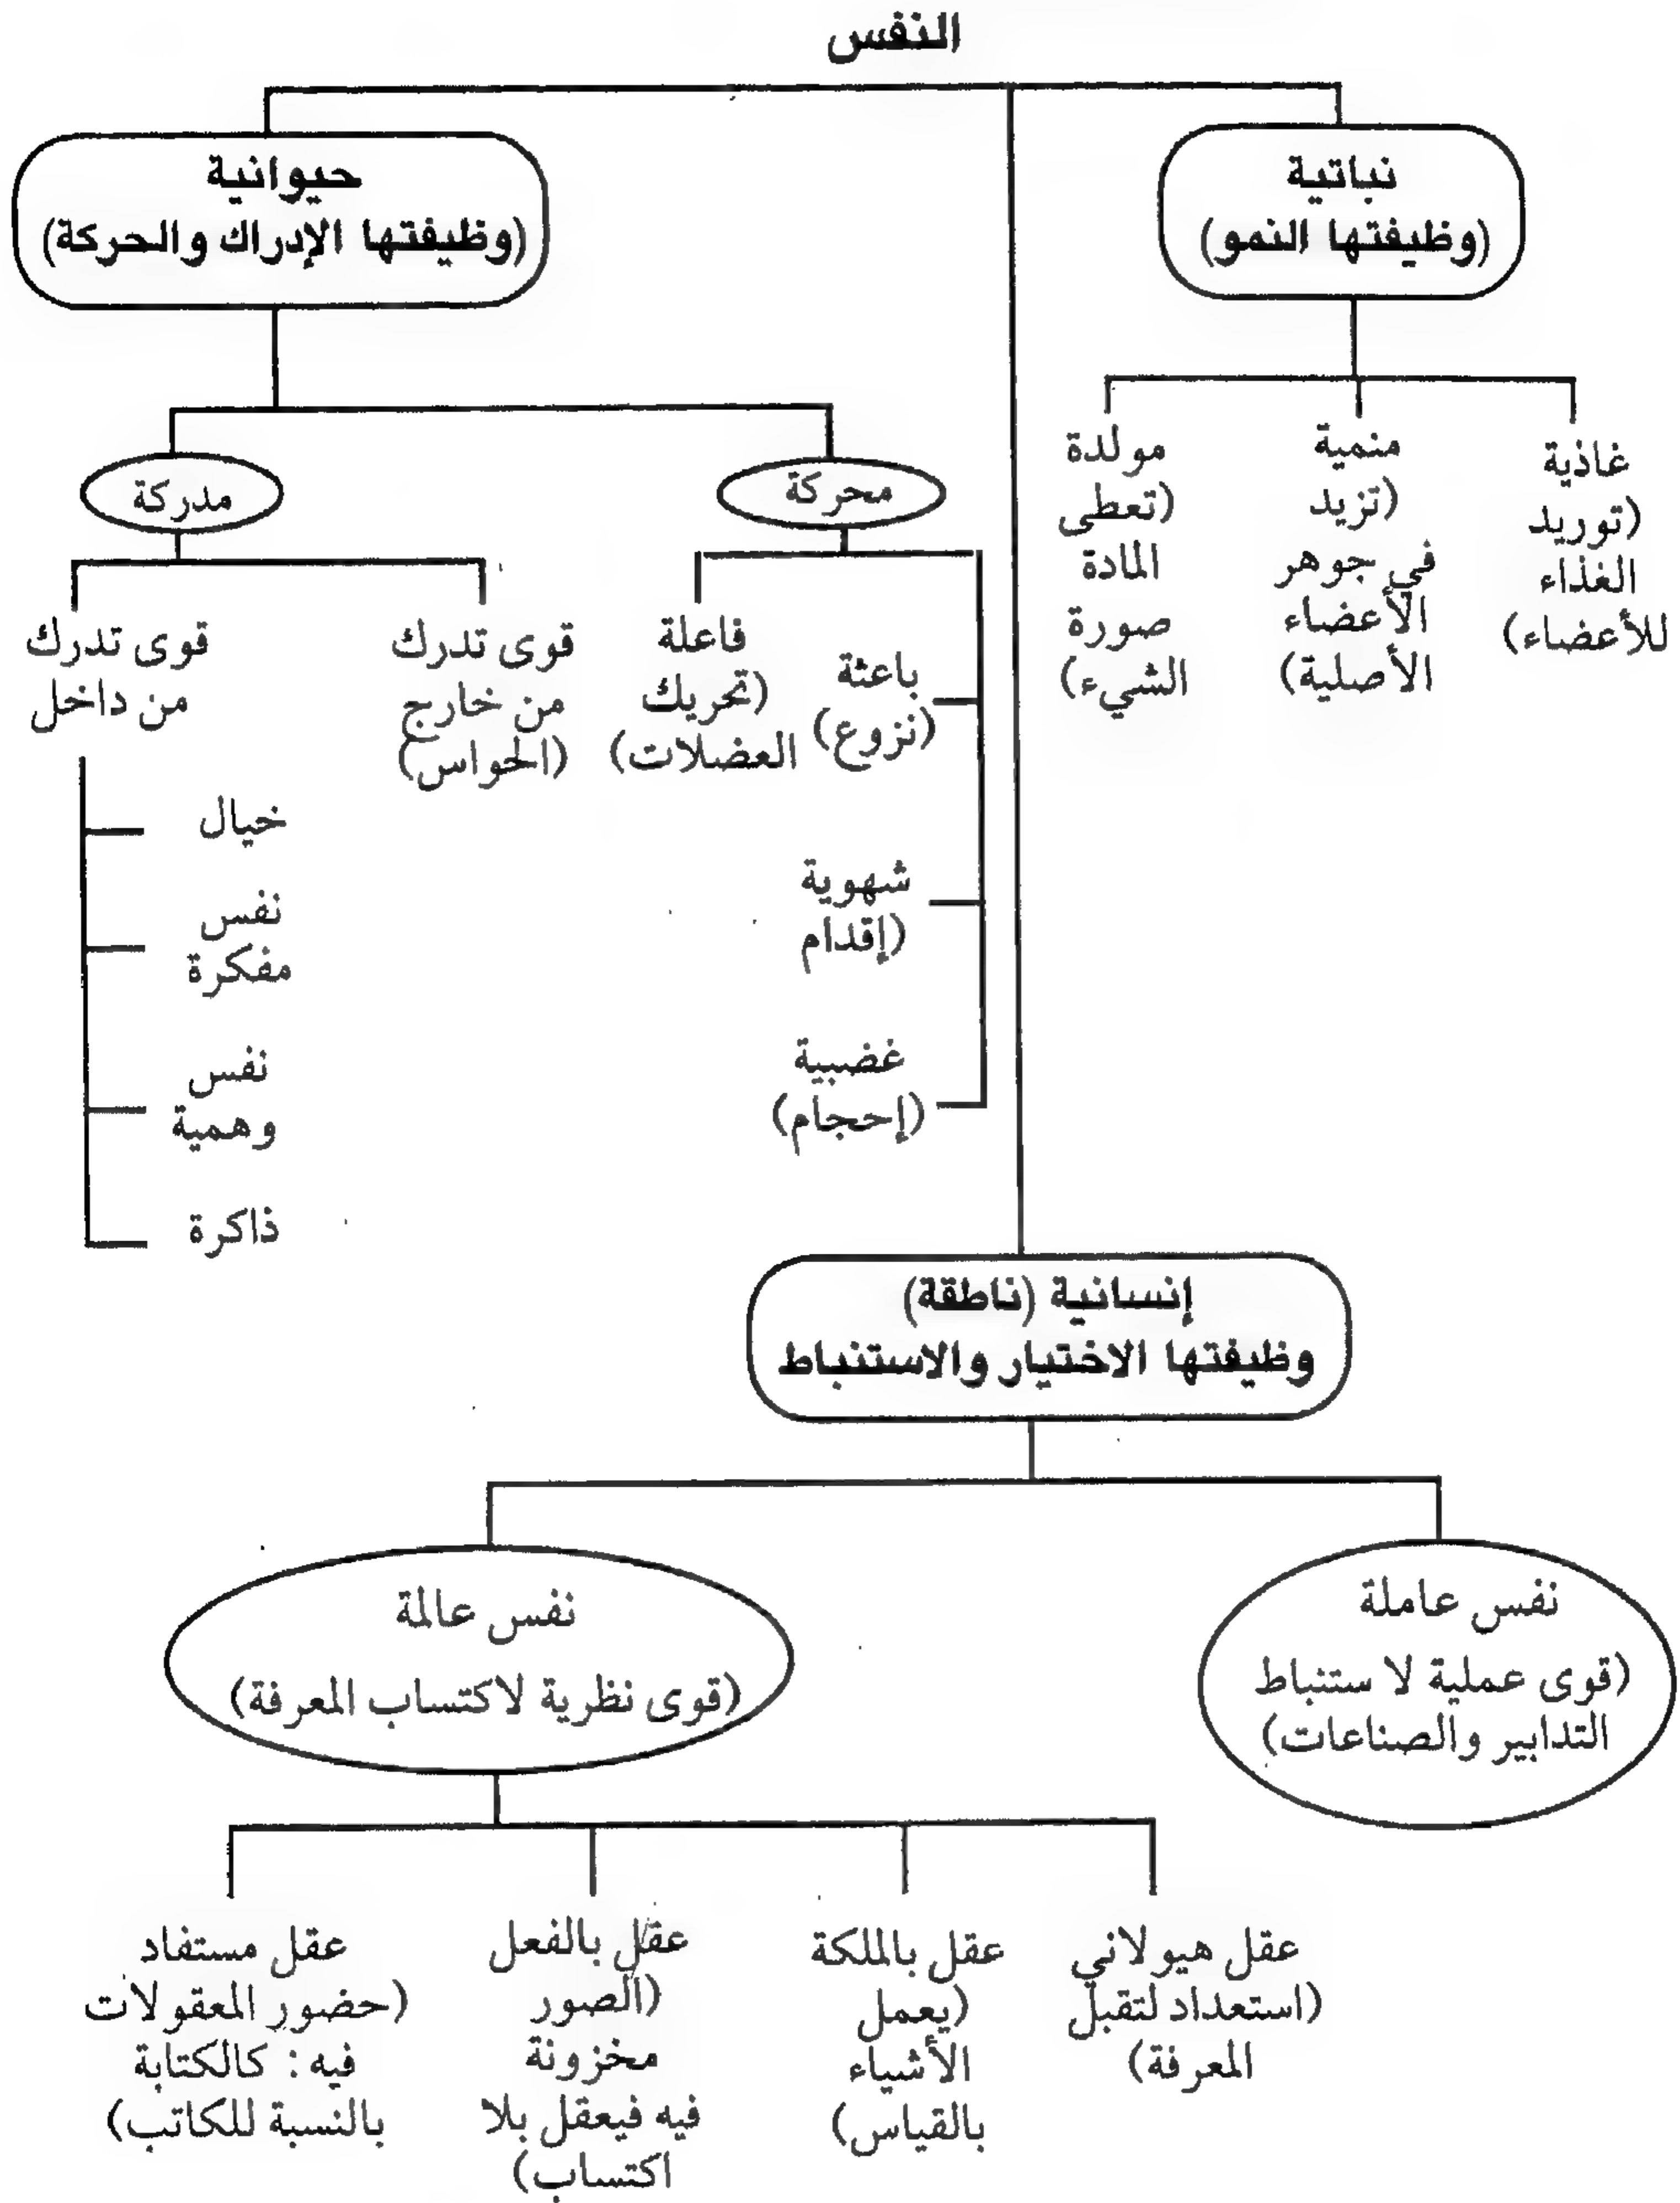 النفس
نباتية
(وظيفتها النمو)
حيوانية
(وظيفتها الإدراك والحركة)
غاذية
(توريد
الغذاء
للأعضاء)
منمية
(تزيد
في جوهر
الأعضاء
الأصلية)
مولدة
(تعطى
المادة
صورة
الشيء)
محركة
مدركة
باعثة
(نزوع)
شهوية
(إقدام)
غضبية
(إحجام)
فاعلة
(تحريك
العضلات)
قوى تدرك
من خارج
(الحواس)
قوى تدرك
من داخل
خيال
نفس
مفكرة
نفس
وهمية
ذاكرة
إنسانية (ناطقة)
وظيفتها الاختيار والاستنباط
نفس عاملة
(قوى عملية لا ستنباط
التدابير والصناعات)
نفس عالمة
(قوى نظرية لاكتساب المعرفة)
عقل هيولاني
(استعداد لتقبل
المعرفة)
عقل بالملكة
(يعمل
الأشياء
بالقياس)
عقل بالفعل
(الصور
مخزونة
فيه فيعقل بلا
اكتساب)
عقل مستفاد
(حضور المعقولات
فيه : كالكتابة
بالنسبة للكاتب)